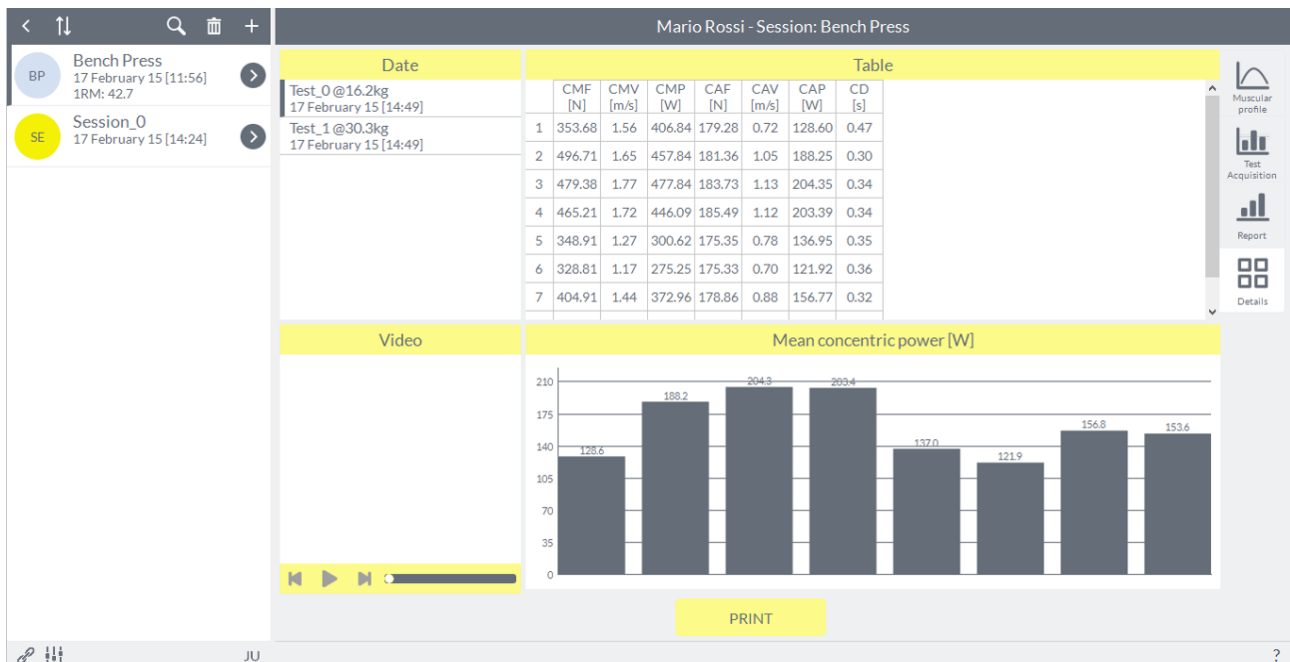 Mario Rossi - Session: Bench Press
BP
Bench Press
17 February 15 [11:56]
1RM: 42.7
SE
Session_0
17 February 15 [14:24]
Date
Test_0 @16.2kg
17 February 15 [14:49]
Test_1 @30.3kg
17 February 15 [14:49]
Table
CMF CMV CMP CAF CAV CAP CD
[N] [m/s] [W] [N] [m/s] [W] [s]
1 353.68 1.56 406.84 179.28 0.72 128.60 0.47
2 496.71 1.65 457.84 181.36 1.05 188.25 0.30
3 479.38 1.77 477.84 183.73 1.13 204.35 0.34
4 465.21 1.72 446.09 185.49 1.12 203.39 0.34
5 348.91 1.27 300.62 175.35 0.78 136.95 0.35
6 328.81 1.17 275.25 175.33 0.70 121.92 0.36
7 404.91 1.44 372.96 178.86 0.88 156.77 0.32
Muscular
profile
Test
Acquisition
Report
Details
Video
Mean concentric power [W]
210
175
140
105
70
35
0
128.6
188.2
204.3
203.4
137.0
121.9
156.8
153.6
PRINT
JU
?